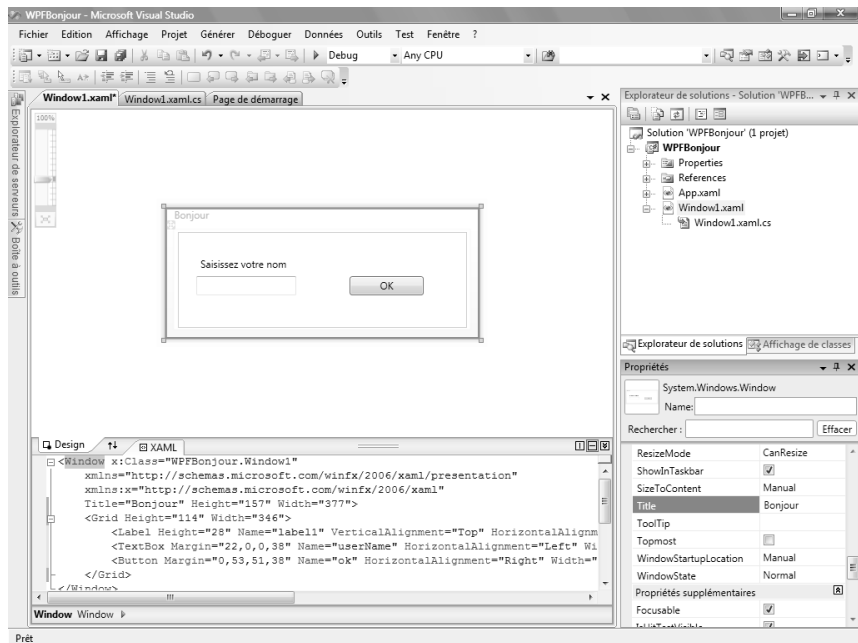 WPFBonjour - Microsoft Visual Studio
Fichier Edition Affichage Projet Générer Déboguer Données Outils Test Fenêtre ?
Debug Any CPU
Window1.xaml* Window1.xaml.cs Page de démarrage
Explorateur de serveurs
Boîte à outils
100%
Bonjour
Saisissez votre nom
OK
Design XAML
<Window x:Class="WPFBonjour.Window1"
xmlns="http://schemas.microsoft.com/winfx/2006/xaml/presentation"
xmlns:x="http://schemas.microsoft.com/winfx/2006/xaml"
Title="Bonjour" Height="157" Width="377">
<Grid Height="114" Width="346">
<Label Height="28" Name="label1" VerticalAlignment="Top" HorizontalAlignm
<TextBox Margin="22,0,0,38" Name="userName" HorizontalAlignment="Left" Wi
<Button Margin="0,53,51,38" Name="ok" HorizontalAlignment="Right" Width="
</Grid>
</Window>
Window Window
Prêt
Explorateur de solutions - Solution 'WPFB...
Solution 'WPFBonjour' (1 projet)
WPFBonjour
Properties
References
App.xaml
Window1.xaml
Window1.xaml.cs
Explorateur de solutions Affichage de classes
Propriétés
System.Windows.Window
Name:
Rechercher : Effacer
ResizeMode CanResize
ShowInTaskbar
SizeToContent Manual
Title Bonjour
ToolTip
Topmost
WindowStartupLocation Manual
WindowState Normal
Propriétés supplémentaires
Focusable
IsHitTestVisible